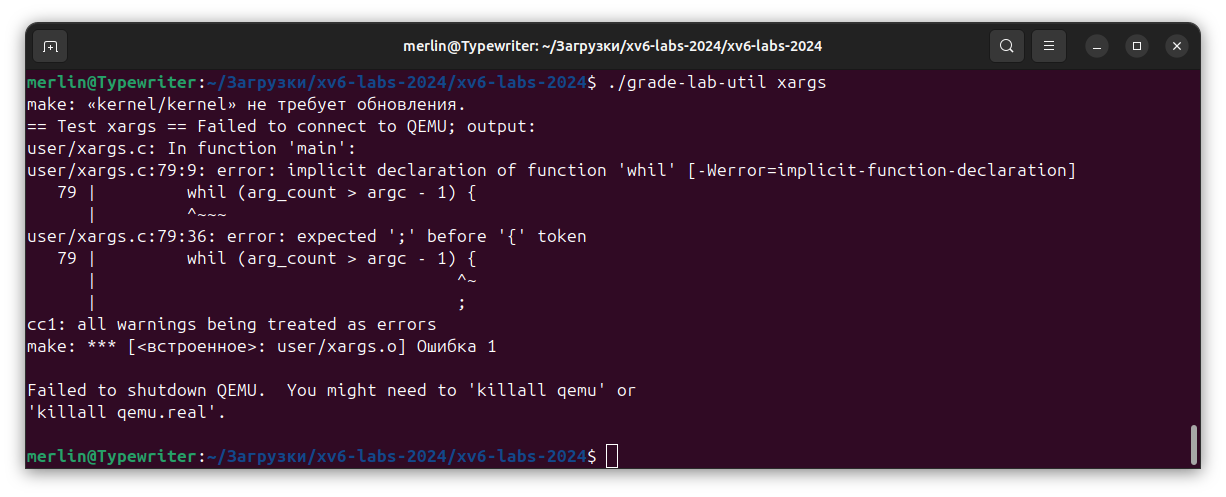 merlin@Typewriter: ~/Загрузки/xv6-labs-2024/xv6-labs-2024
merlin@Typewriter:~/Загрузки/xv6-labs-2024/xv6-labs-2024$ ./grade-lab-util xargs
make: «kernel/kernel» не требует обновления.
== Test xargs == Failed to connect to QEMU; output:
user/xargs.c: In function 'main':
user/xargs.c:79:9: error: implicit declaration of function 'whil' [-Werror=implicit-function-declaration]
   79 |         whil (arg_count > argc - 1) {
      |         ^~~~
user/xargs.c:79:36: error: expected ';' before '{' token
   79 |         whil (arg_count > argc - 1) {
      |                                    ^~
      |                                    ;
cc1: all warnings being treated as errors
make: *** [<встроенное>: user/xargs.o] Ошибка 1
Failed to shutdown QEMU.  You might need to 'killall qemu' or
'killall qemu.real'.
merlin@Typewriter:~/Загрузки/xv6-labs-2024/xv6-labs-2024$